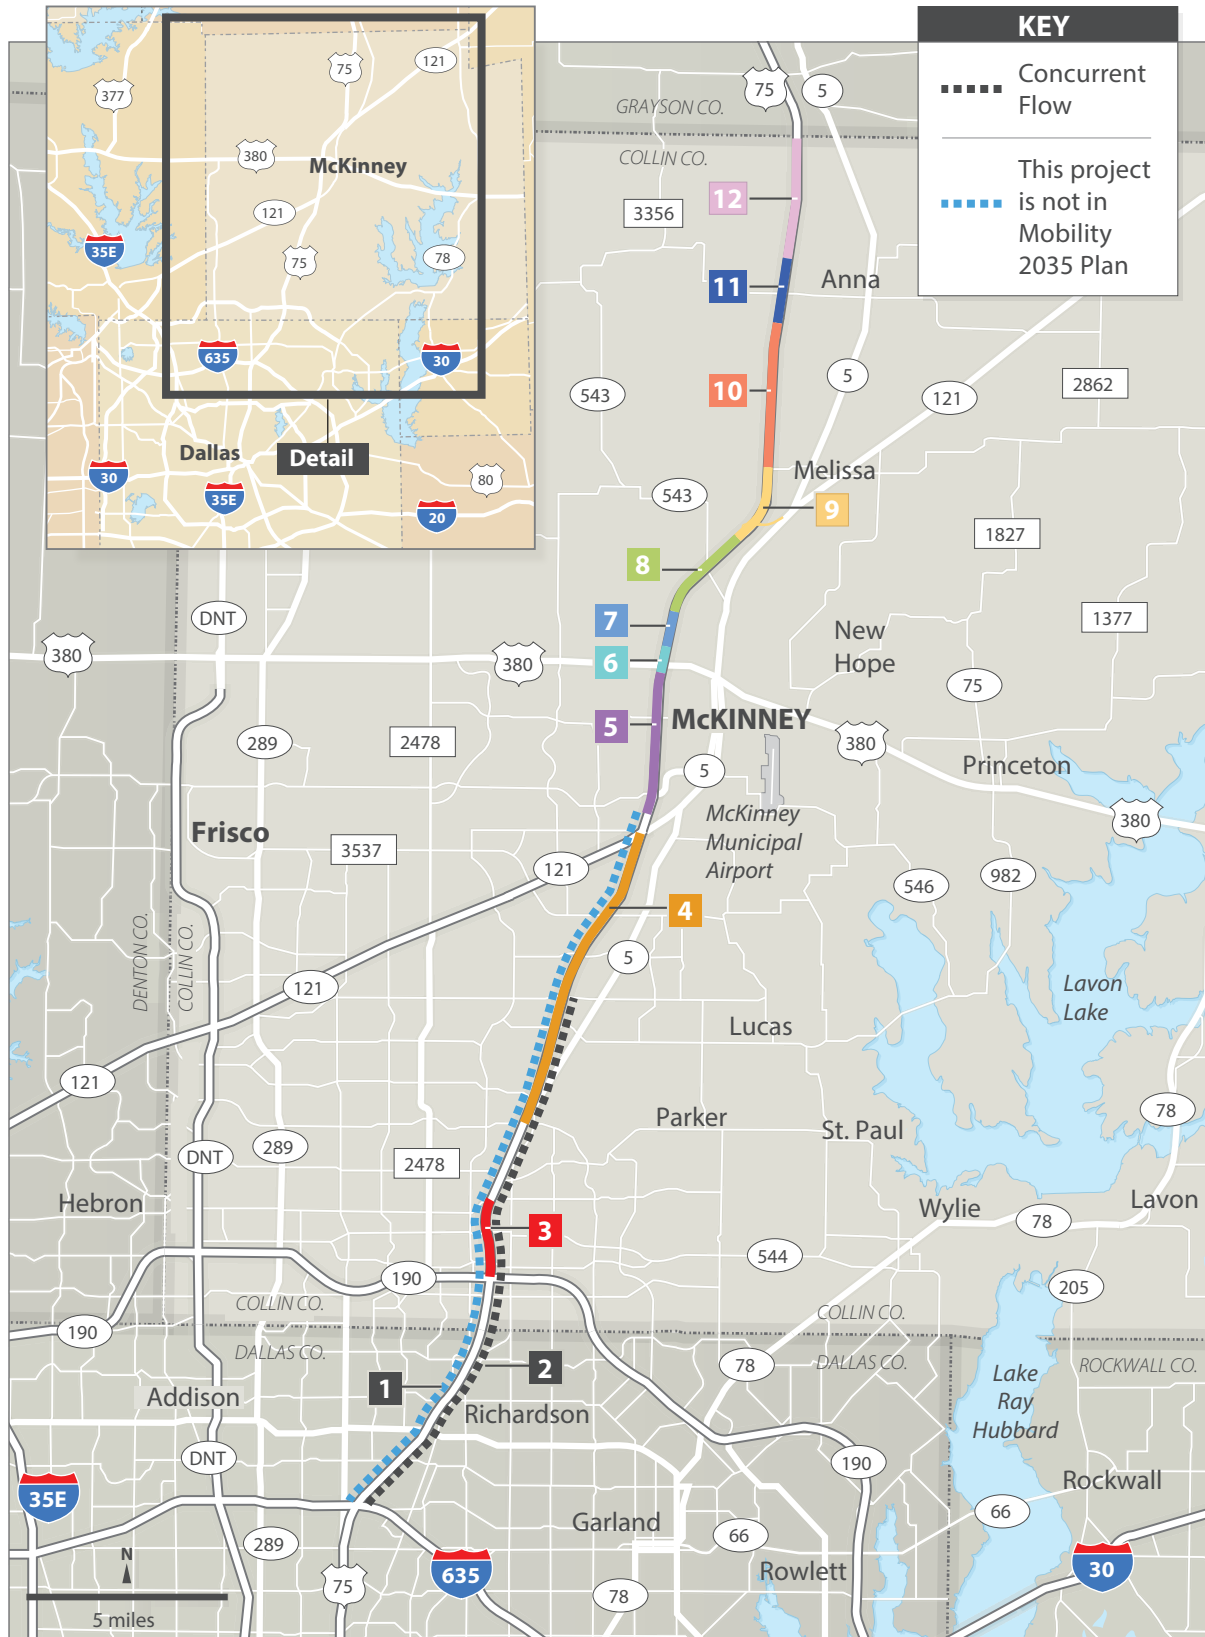 KEY
Concurrent
Flow
This project
is not in
Mobility
2035 Plan
377
75
121
380
McKinney
121
75
78
35E
635
30
Dallas
Detail
30
35E
80
20
75
5
GRAYSON CO.
COLLIN CO.
12
3356
11
Anna
10
543
5
121
2862
Melissa
543
9
1827
8
DNT
7
New
Hope
1377
380
380
6
75
5
McKINNEY
289
2478
380
Princeton
5
McKinney
Municipal
Airport
380
Frisco
3537
121
546
982
4
DENTON CO.
COLLIN CO.
5
121
Lavon
Lake
Lucas
121
78
Parker
St. Paul
289
DNT
2478
Hebron
Wylie
Lavon
78
3
544
190
205
COLLIN CO.
COLLIN CO.
190
DALLAS CO.
DALLAS CO.
ROCKWALL CO.
78
2
1
Lake
Ray
Hubbard
Addison
Richardson
DNT
190
Rockwall
35E
66
Garland
66
289
N
30
635
75
Rowlett
78
5 miles